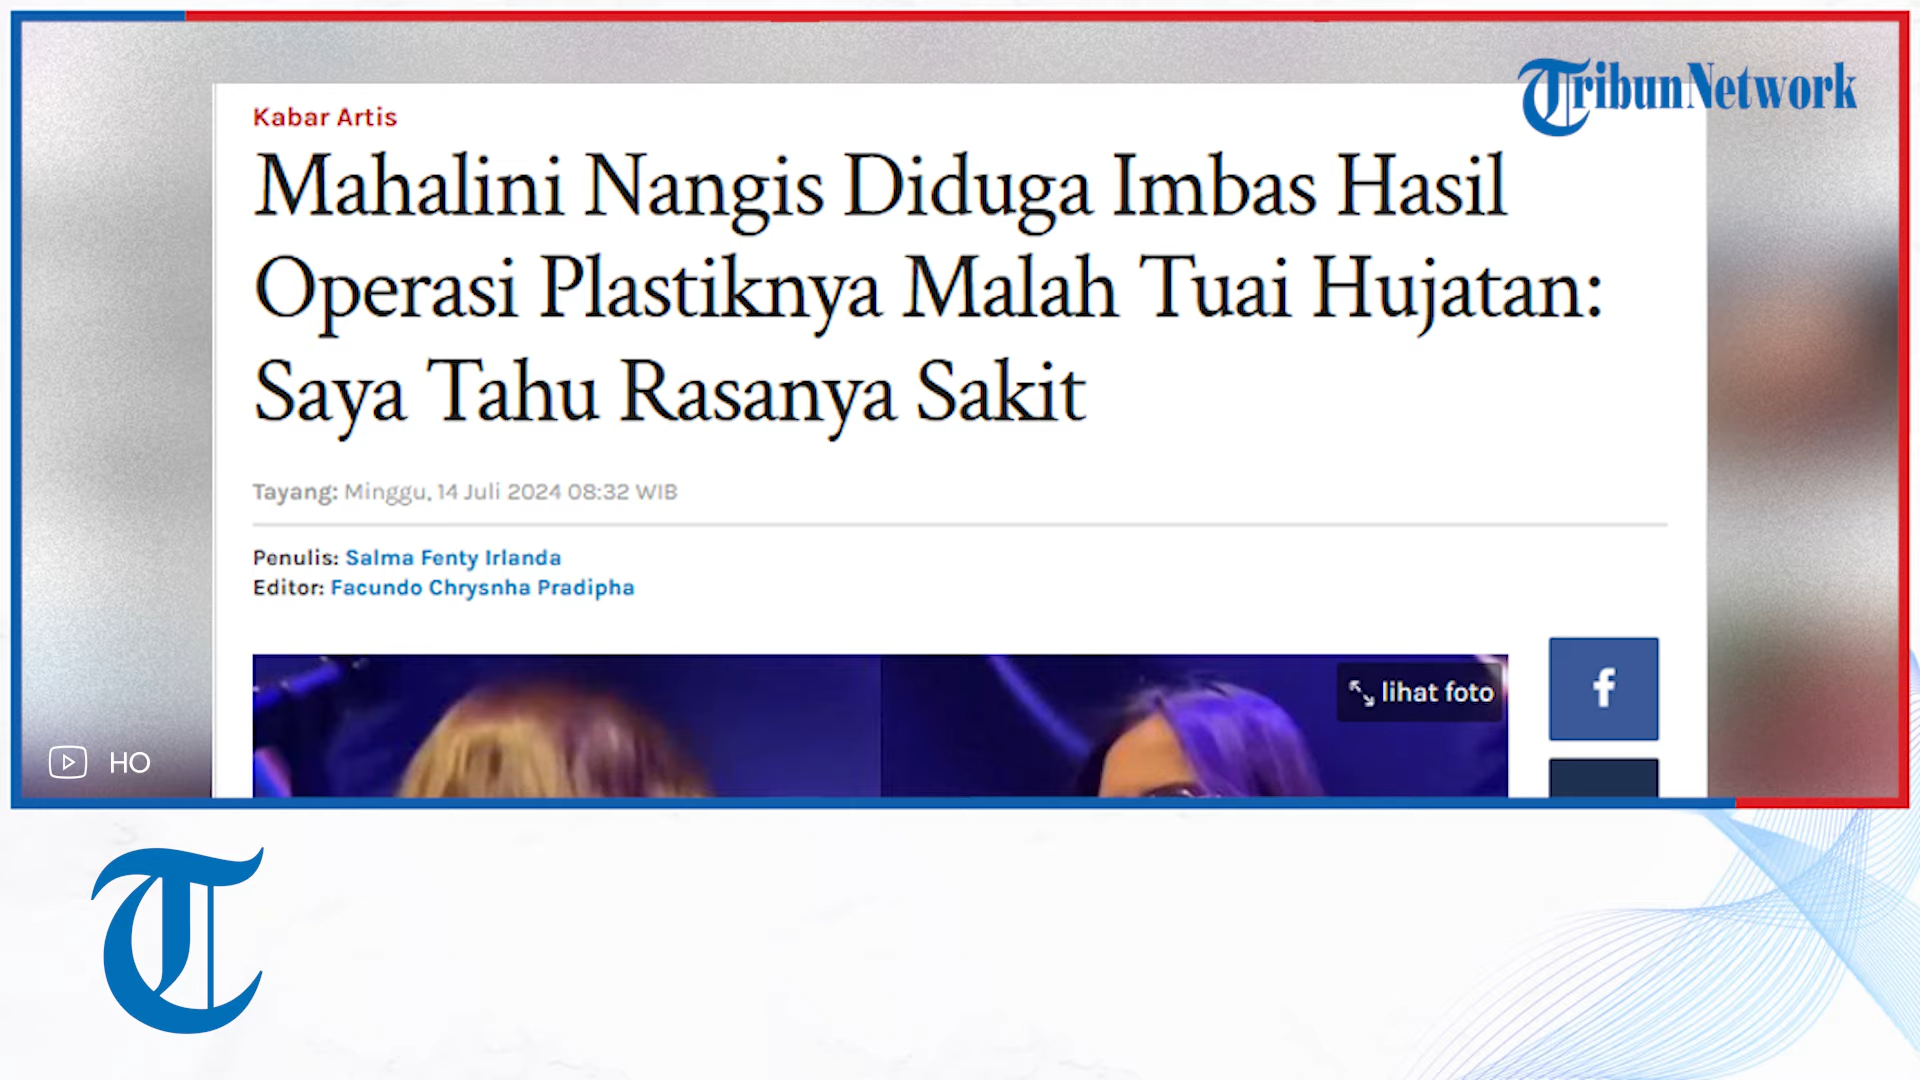 TribunNetwork
Kabar Artis
Mahalini Nangis Diduga Imbas Hasil
Operasi Plastiknya Malah Tuai Hujatan:
Saya Tahu Rasanya Sakit
Tayang: Minggu, 14 Juli 2024 08:32 WIB
Penulis: Salma Fenty Irlanda
Editor: Facundo Chrysnha Pradipha
lihat foto
f
HO
T